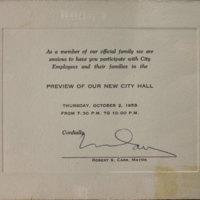 As a member of our official family we are
anxious to have you participate with City
Employees and their families in the
PREVIEW OF OUR NEW CITY HALL
THURSDAY, OCTOBER 2, 1958
FROM 7:30 P.M. TO 10:00 P.M.
Cordially,
ROBERT S. CARR, MAYOR